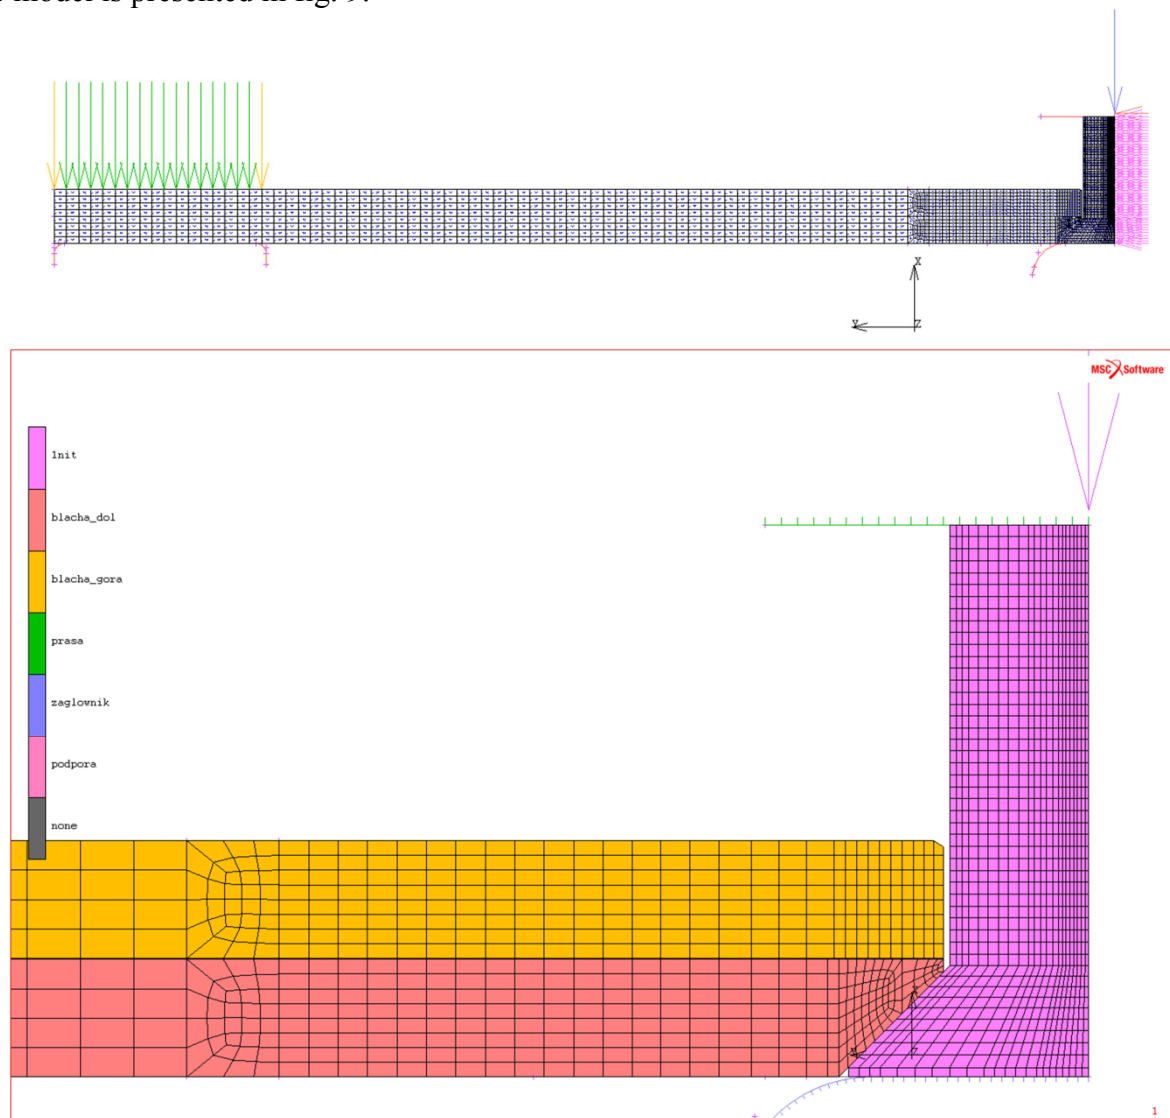 model is presented in fig. 9.
X
Y
Z
MSC Software
1nit
blacha_dol
blacha_gora
prasa
zaglownik
podpora
none
1